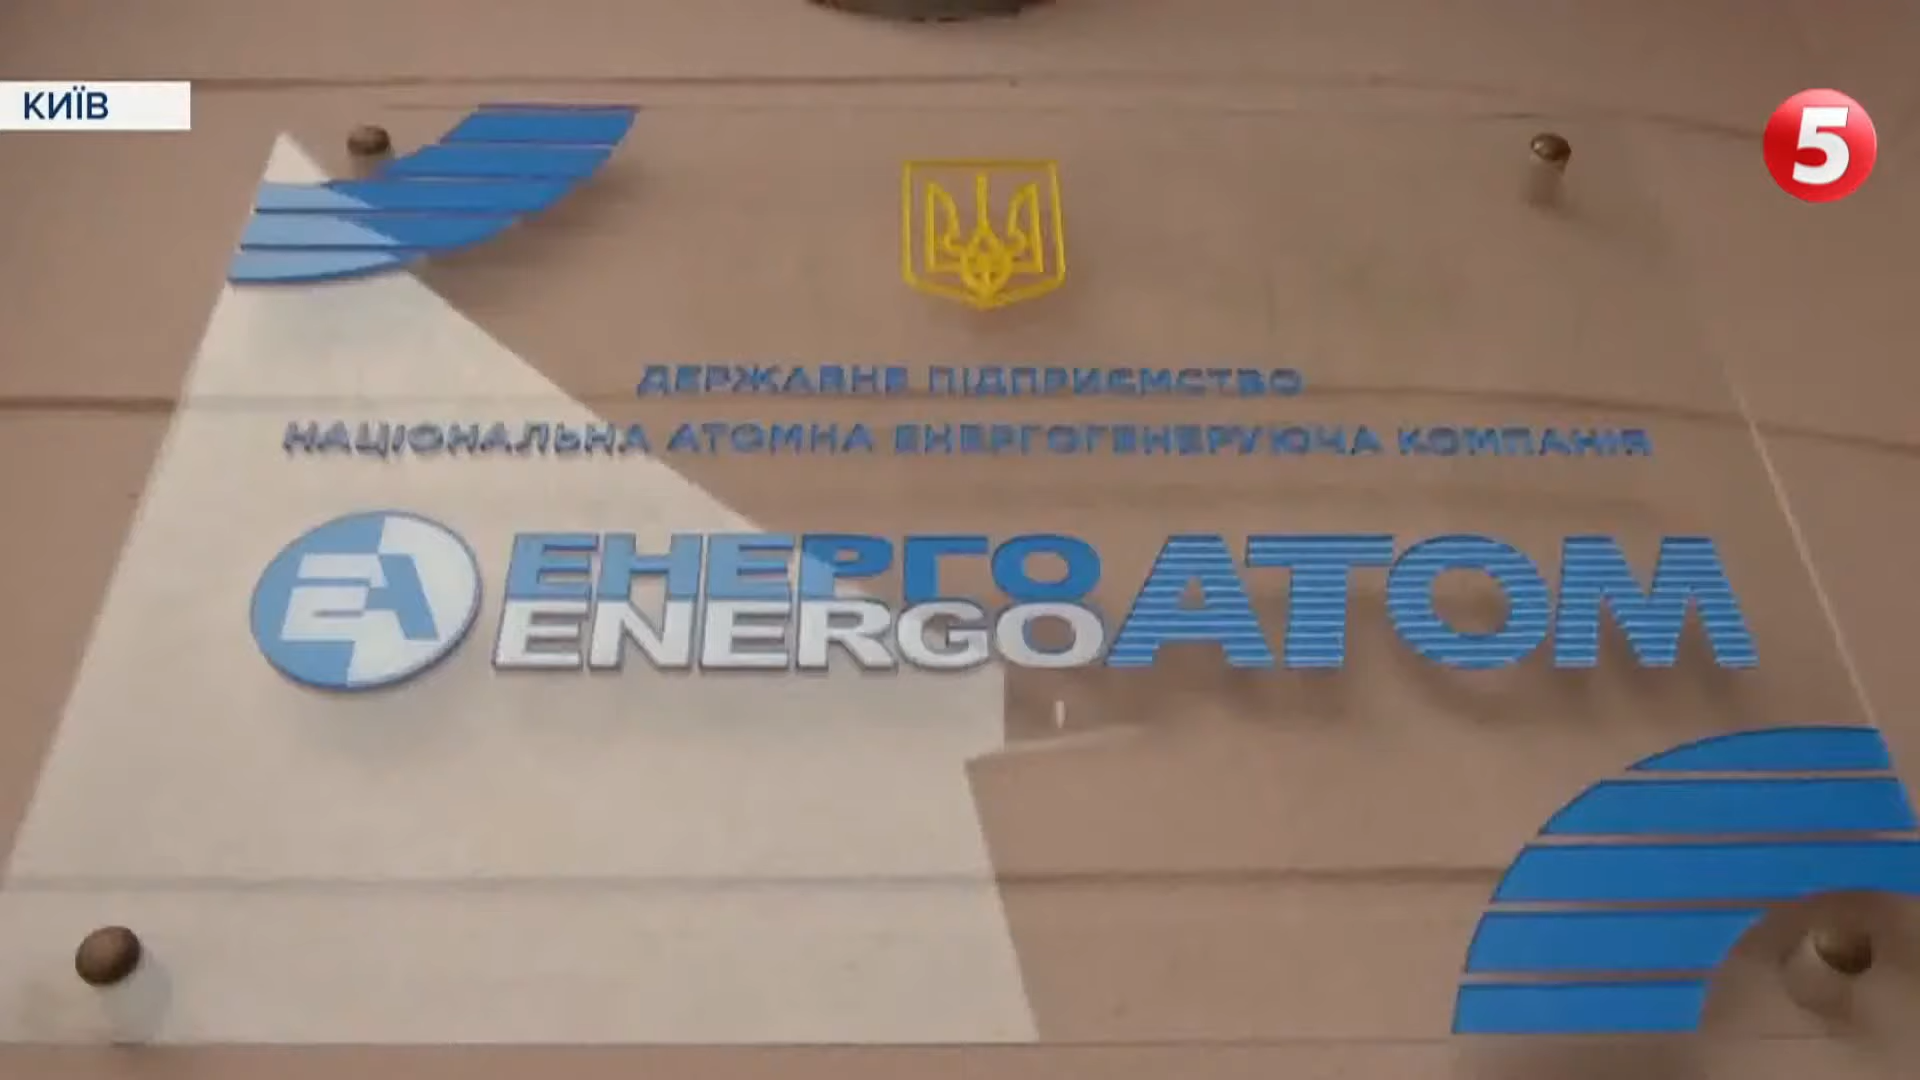 КИЇВ
5
ДЕРЖАВНЕ ПІДПРИЄМСТВО
НАЦІОНАЛЬНА АТОМНА ЕНЕРГОГЕНЕРУЮЧА КОМПАНІЯ
ЕА
ЕНЕРГО
ENERGO
АТОМ